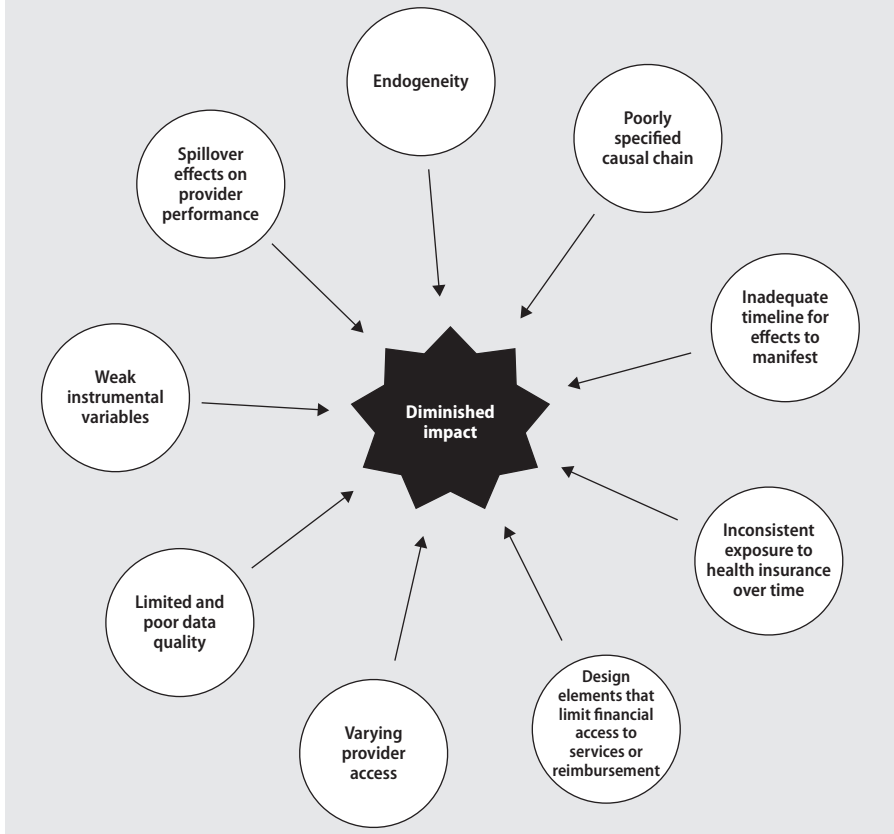 Endogeneity
Poorly
specified
causal chain
Spillover
effects on
provider
performance
Inadequate
timeline for
effects to
manifest
Weak
instrumental
variables
Diminished
impact
Inconsistent
exposure to
health insurance
over time
Limited and
poor data
quality
Design
elements that
limit financial
access to
services or
reimbursement
Varying
provider
access